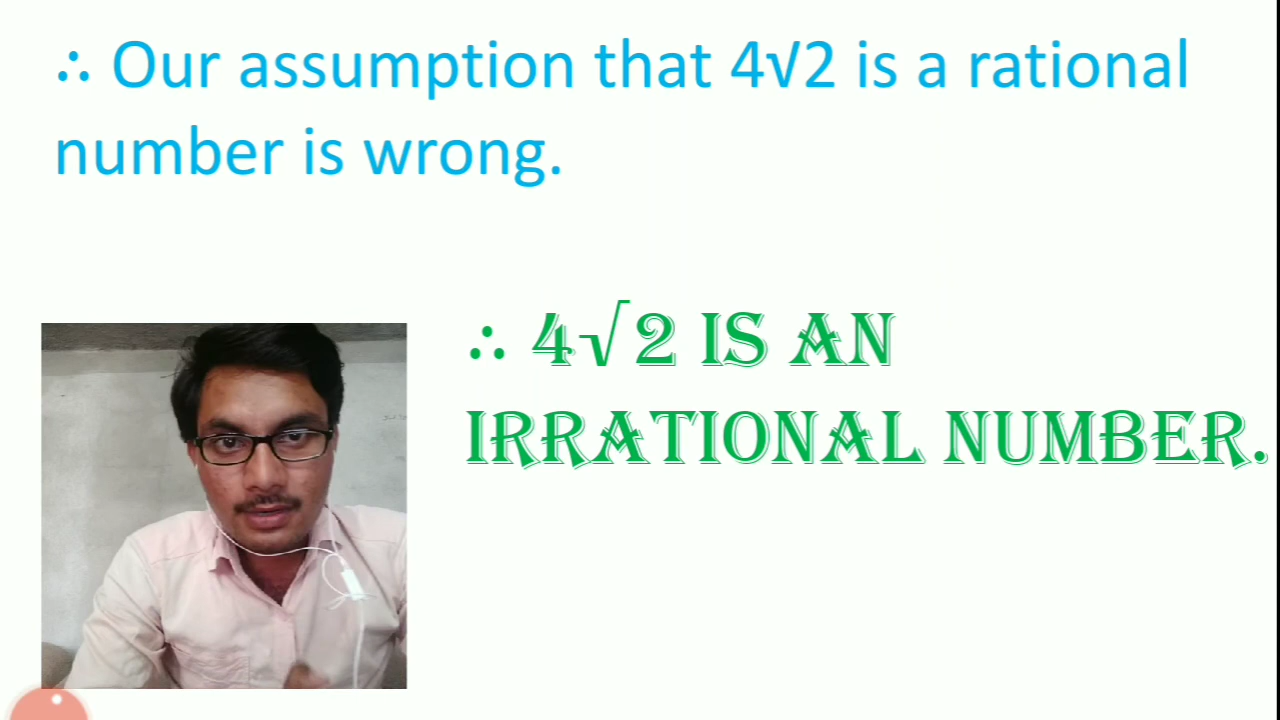 ∴ Our assumption that 4√2 is a rational
number is wrong.
∴ 4√2 IS AN
IRRATIONAL NUMBER.